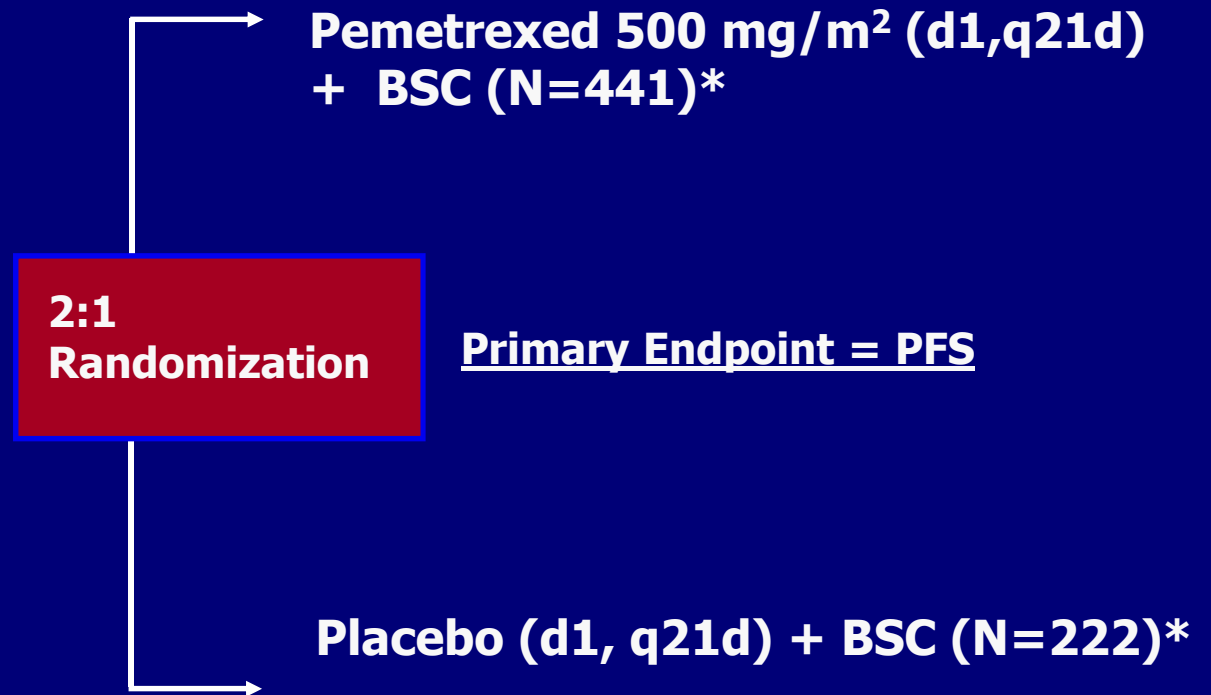 Pemetrexed 500 mg/m² (d1,q21d)
+ BSC (N=441)*
2:1
Randomization
Primary Endpoint = PFS
Placebo (d1, q21d) + BSC (N=222)*